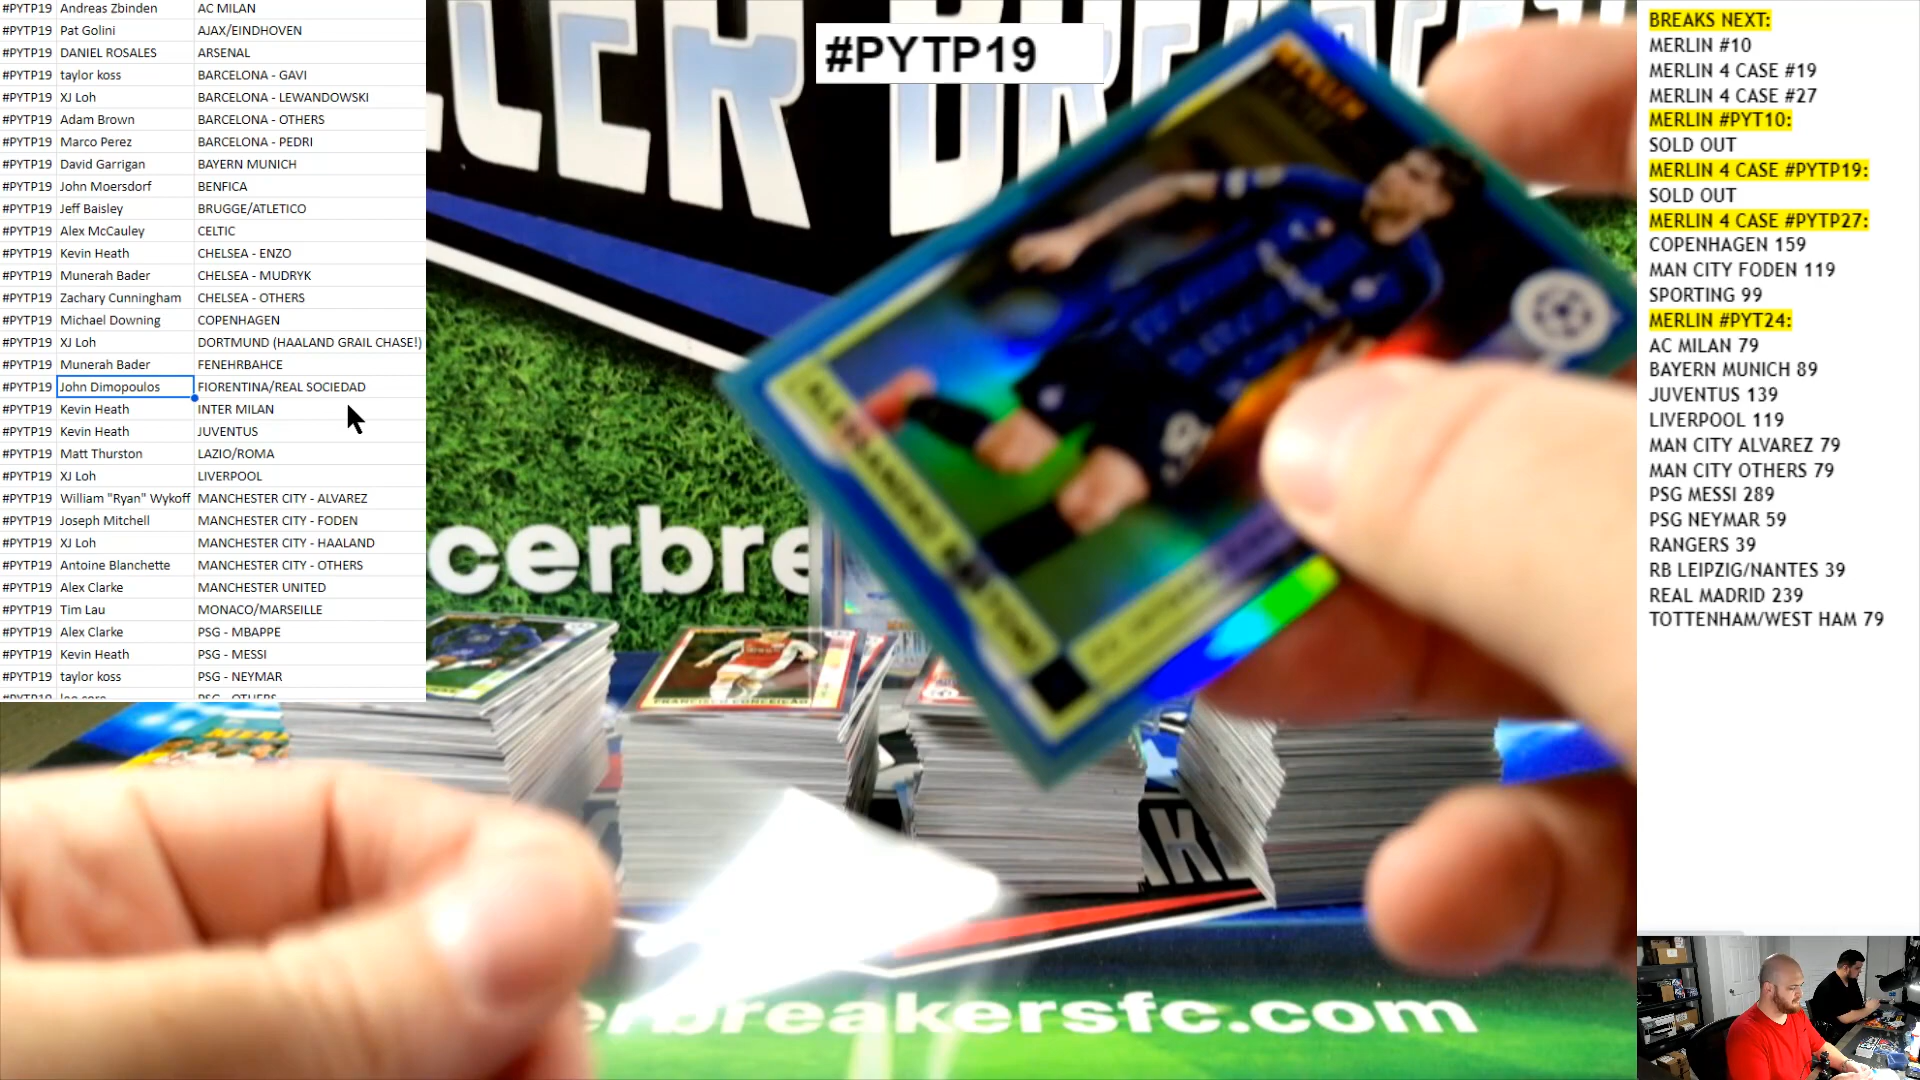 #PYTP19 Andreas Zbinden AC MILAN
#PYTP19 Pat Golini AJAX/EINDHOVEN
#PYTP19 DANIEL ROSALES ARSENAL
#PYTP19 taylor koss BARCELONA - GAVI
#PYTP19 XJ Loh BARCELONA - LEWANDOWSKI
#PYTP19 Adam Brown BARCELONA - OTHERS
#PYTP19 Marco Perez BARCELONA - PEDRI
#PYTP19 David Garrigan BAYERN MUNICH
#PYTP19 John Moersdorf BENFICA
#PYTP19 Jeff Baisley BRUGGE/ATLETICO
#PYTP19 Alex McCauley CELTIC
#PYTP19 Kevin Heath CHELSEA - ENZO
#PYTP19 Munerah Bader CHELSEA - MUDRYK
#PYTP19 Zachary Cunningham CHELSEA - OTHERS
#PYTP19 Michael Downing COPENHAGEN
#PYTP19 XJ Loh DORTMUND (HAALAND GRAIL CHASE!)
#PYTP19 Munerah Bader FENEHRBAHCE
#PYTP19 John Dimopoulos FIORENTINA/REAL SOCIEDAD
#PYTP19 Kevin Heath INTER MILAN
#PYTP19 Kevin Heath JUVENTUS
#PYTP19 Matt Thurston LAZIO/ROMA
#PYTP19 XJ Loh LIVERPOOL
#PYTP19 William "Ryan" Wykoff MANCHESTER CITY - ALVAREZ
#PYTP19 Joseph Mitchell MANCHESTER CITY - FODEN
#PYTP19 XJ Loh MANCHESTER CITY - HAALAND
#PYTP19 Antoine Blanchette MANCHESTER CITY - OTHERS
#PYTP19 Alex Clarke MANCHESTER UNITED
#PYTP19 Tim Lau MONACO/MARSEILLE
#PYTP19 Alex Clarke PSG - MBAPPE
#PYTP19 Kevin Heath PSG - MESSI
#PYTP19 taylor koss PSG - NEYMAR
#PYTP19
cerbre
FRANCISCO CONCEIÇÃO
erbreakersfc.com
BREAKS NEXT:
MERLIN #10
MERLIN 4 CASE #19
MERLIN 4 CASE #27
MERLIN #PYT10:
SOLD OUT
MERLIN 4 CASE #PYTP19:
SOLD OUT
MERLIN 4 CASE #PYTP27:
COPENHAGEN 159
MAN CITY FODEN 119
SPORTING 99
MERLIN #PYT24:
AC MILAN 79
BAYERN MUNICH 89
JUVENTUS 139
LIVERPOOL 119
MAN CITY ALVAREZ 79
MAN CITY OTHERS 79
PSG MESSI 289
PSG NEYMAR 59
RANGERS 39
RB LEIPZIG/NANTES 39
REAL MADRID 239
TOTTENHAM/WEST HAM 79